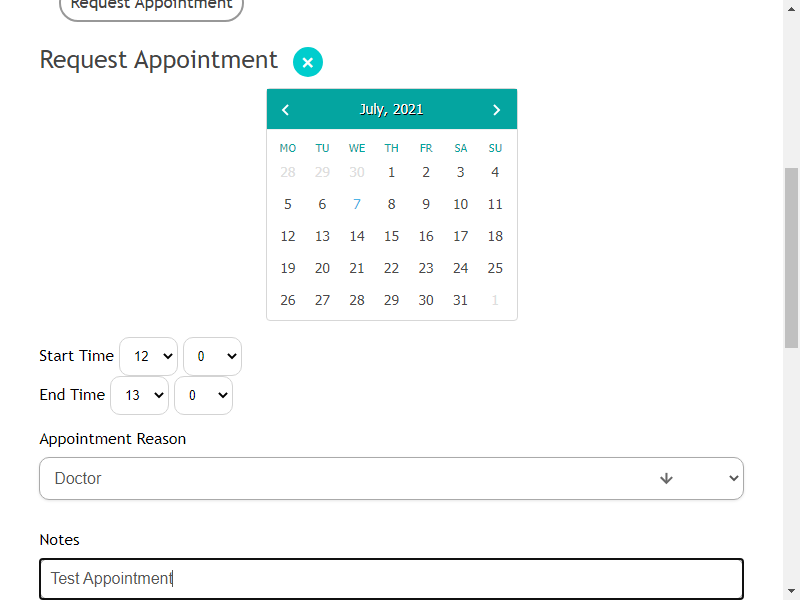 Request Appointment
Request Appointment
July, 2021
MO TU WE TH FR SA SU
28 29 30 1 2 3 4
5 6 7 8 9 10 11
12 13 14 15 16 17 18
19 20 21 22 23 24 25
26 27 28 29 30 31 1
Start Time 12 0
End Time 13 0
Appointment Reason
Doctor
Notes
Test Appointment